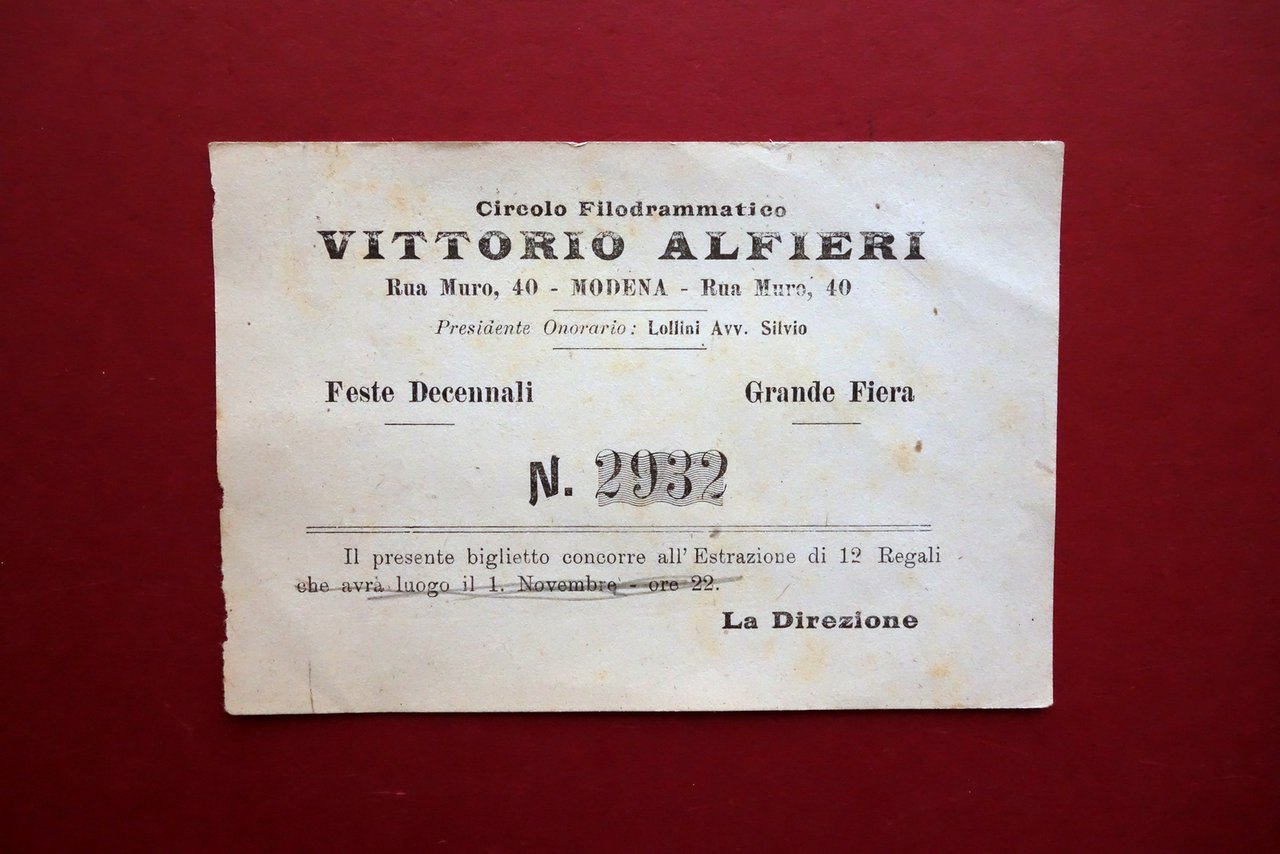 Circolo Filodrammatico
VITTORIO ALFIERI
Rua Muro, 40 - MODENA - Rua Muro, 40
Presidente Onorario: Lollini Avv. Silvio
Feste Decennali
Grande Fiera
N. 2932
Il presente biglietto concorre all'Estrazione di 12 Regali
che avrà luogo il 1. Novembre - ore 22.
La Direzione